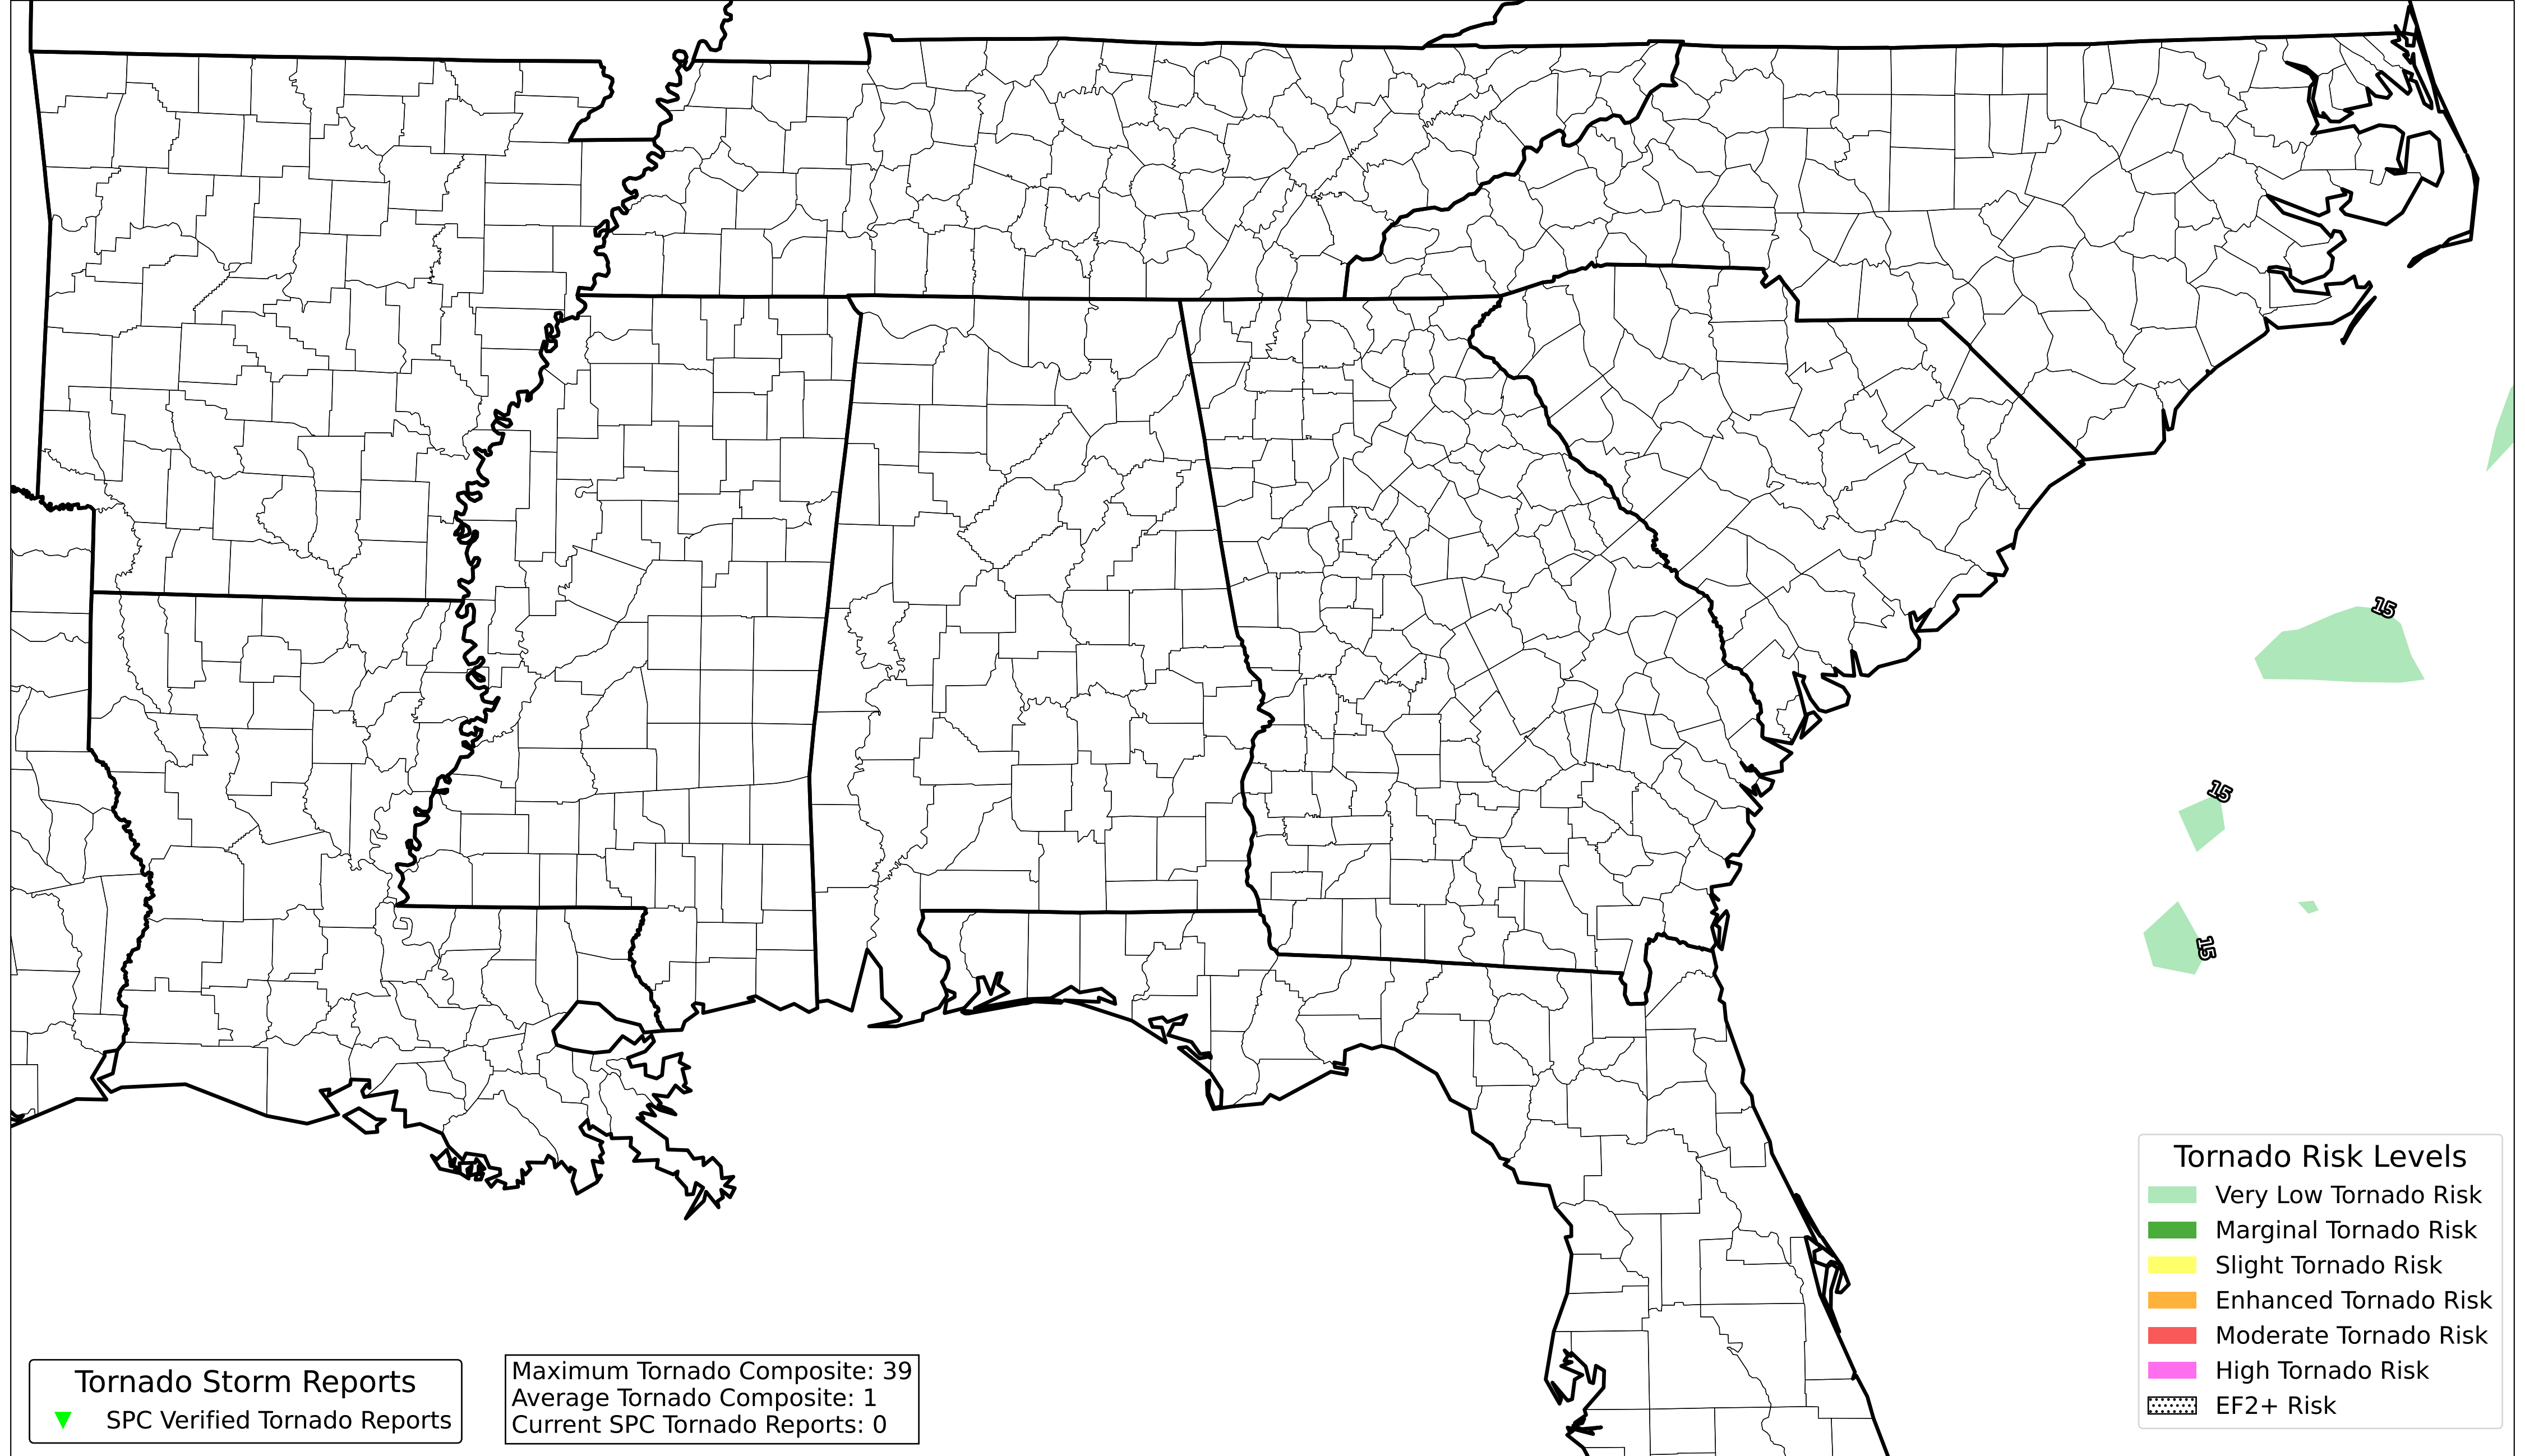 15
15
15
Tornado Risk Levels
Very Low Tornado Risk
Marginal Tornado Risk
Slight Tornado Risk
Enhanced Tornado Risk
Moderate Tornado Risk
High Tornado Risk
EF2+ Risk
Tornado Storm Reports
SPC Verified Tornado Reports
Maximum Tornado Composite: 39
Average Tornado Composite: 1
Current SPC Tornado Reports: 0